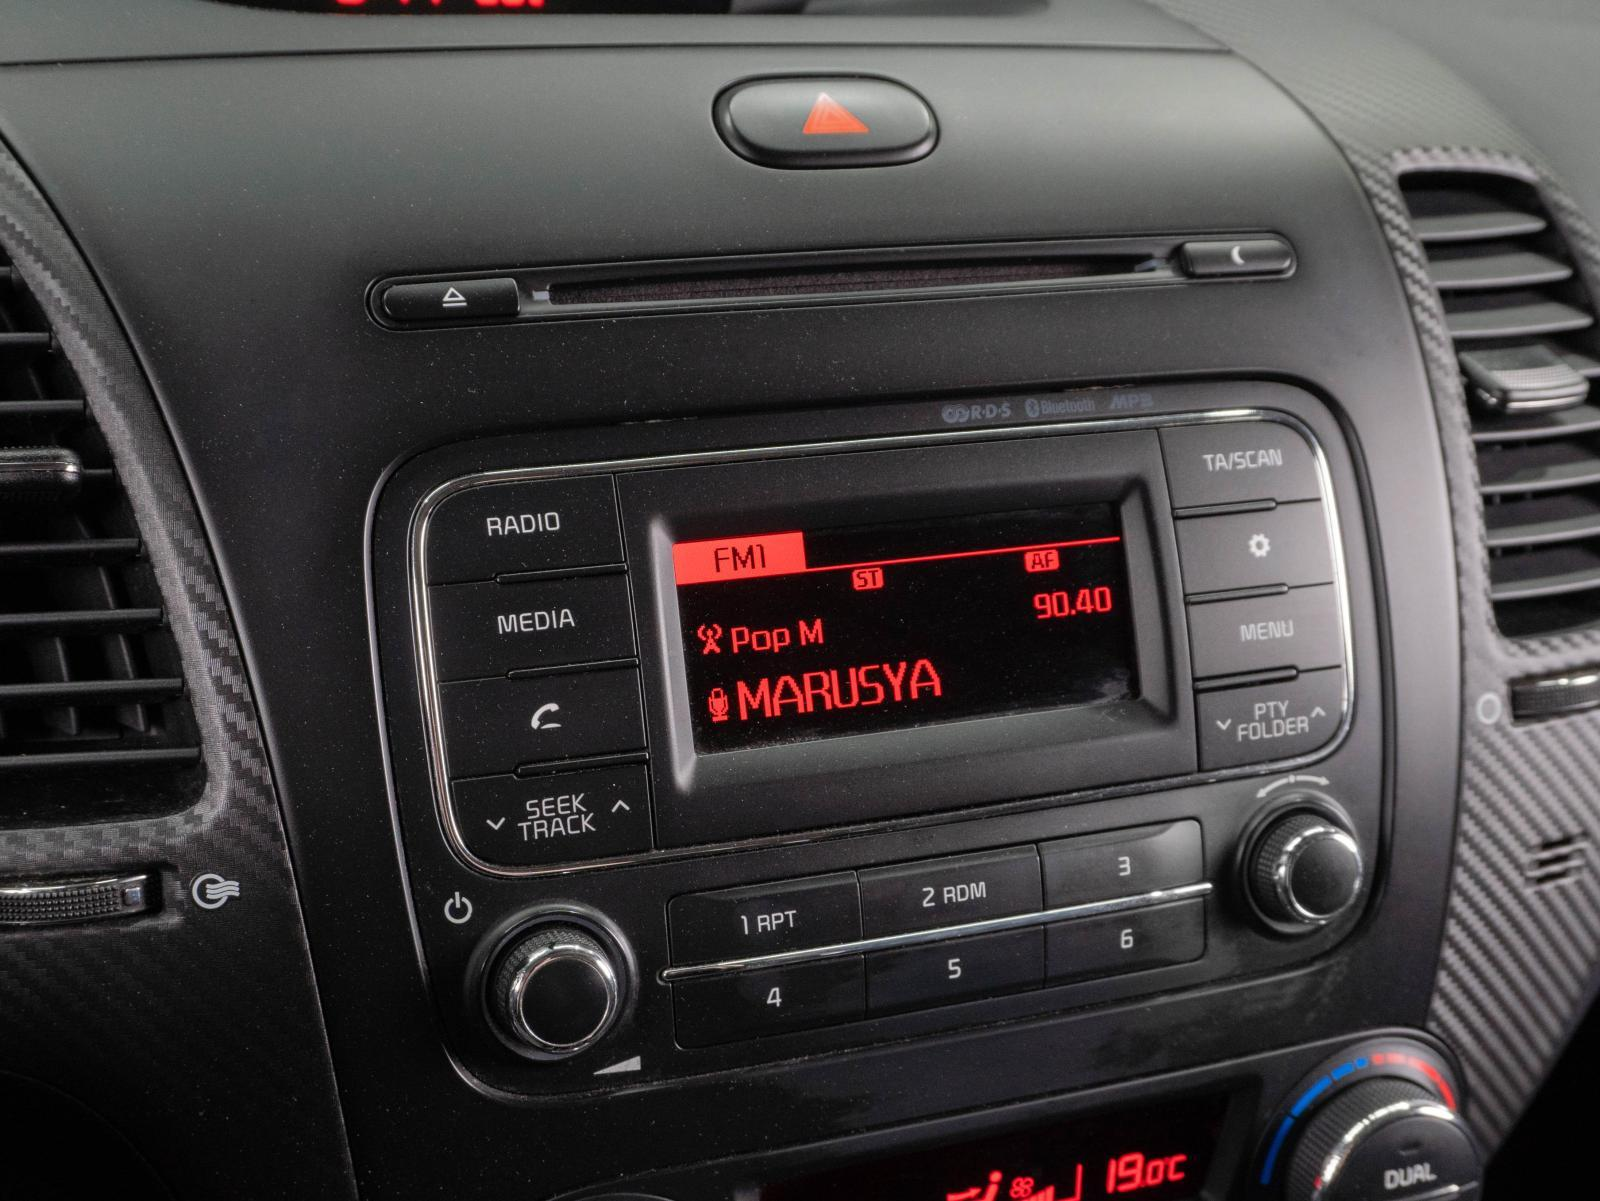 R·D·S Bluetooth MP3
RADIO
MEDIA
SEEK
TRACK
FM1
ST
AF
90.40
Pop M
MARUSYA
TA/SCAN
MENU
PTY
FOLDER
1 RPT
2 RDM
3
4
5
6
19.0°C
DUAL